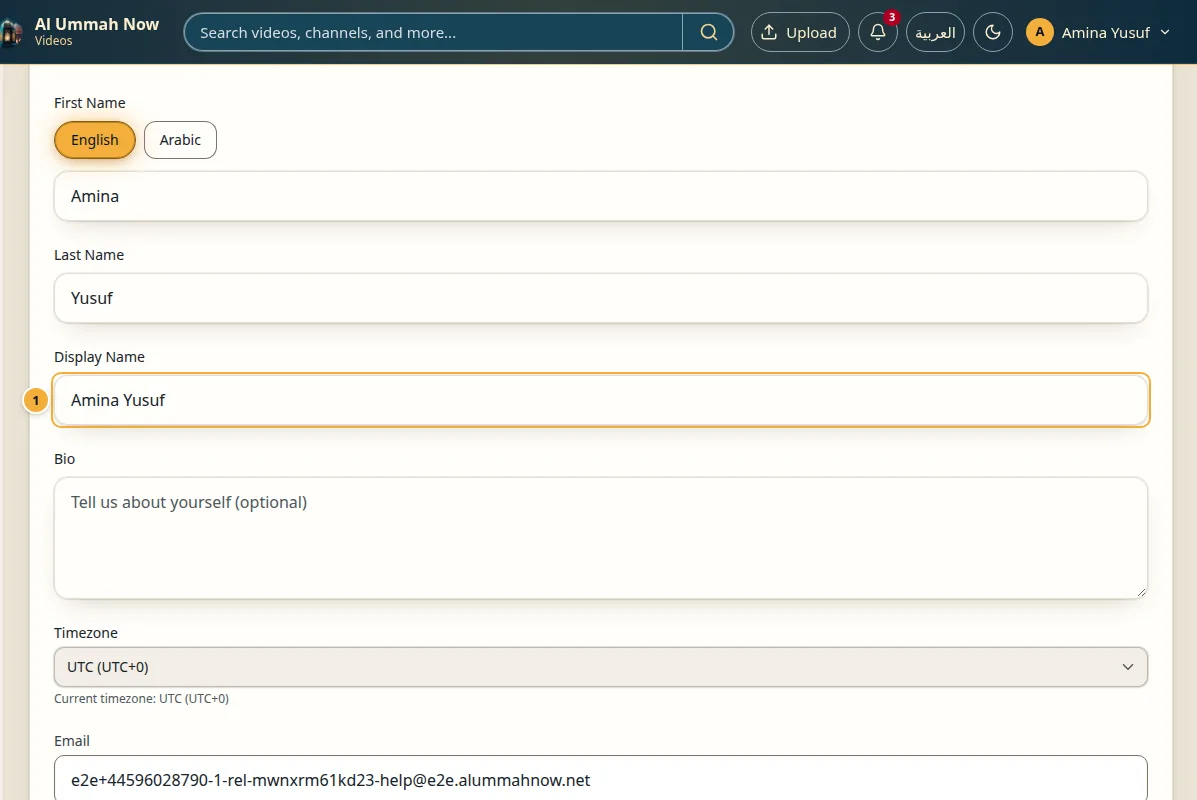 Al Ummah Now
Videos
Search videos, channels, and more...
Upload
3
العربية
A
Amina Yusuf
First Name
English
Arabic
Amina
Last Name
Yusuf
Display Name
1
Amina Yusuf
Bio
Tell us about yourself (optional)
Timezone
UTC (UTC+0)
Current timezone: UTC (UTC+0)
Email
e2e+44596028790-1-rel-mwnxrm61kd23-help@e2e.alummahnow.net